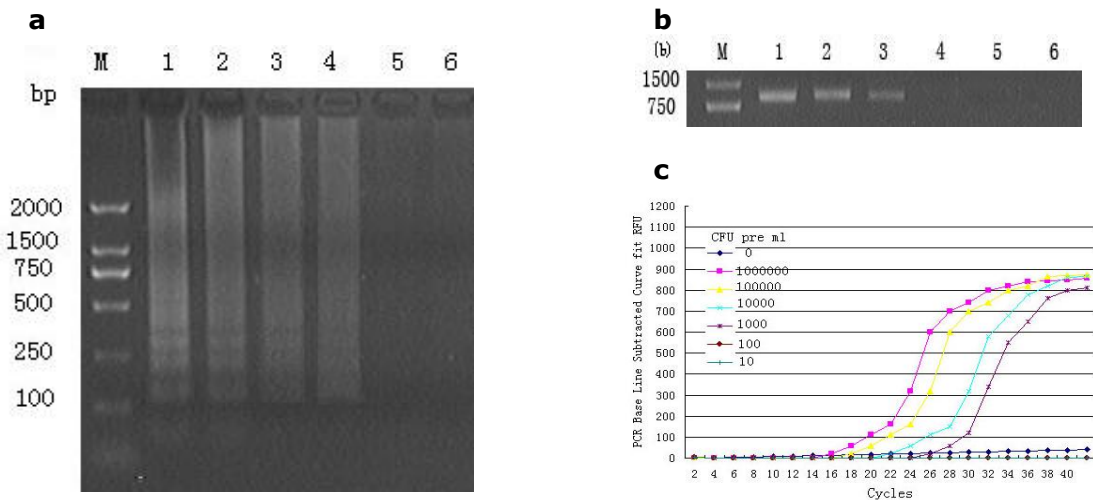 a
M 1 2 3 4 5 6
bp
2000
1500
750
500
250
100
b
(b) M 1 2 3 4 5 6
1500
750
c
PCR Base Line Subtracted Curve fit RFU
1200
1100
1000
900
800
700
600
500
400
300
200
100
0
CFU pre ml
0
1000000
100000
10000
1000
100
10
2 4 6 8 10 12 14 16 18 20 22 24 26 28 30 32 34 36 38 40
Cycles